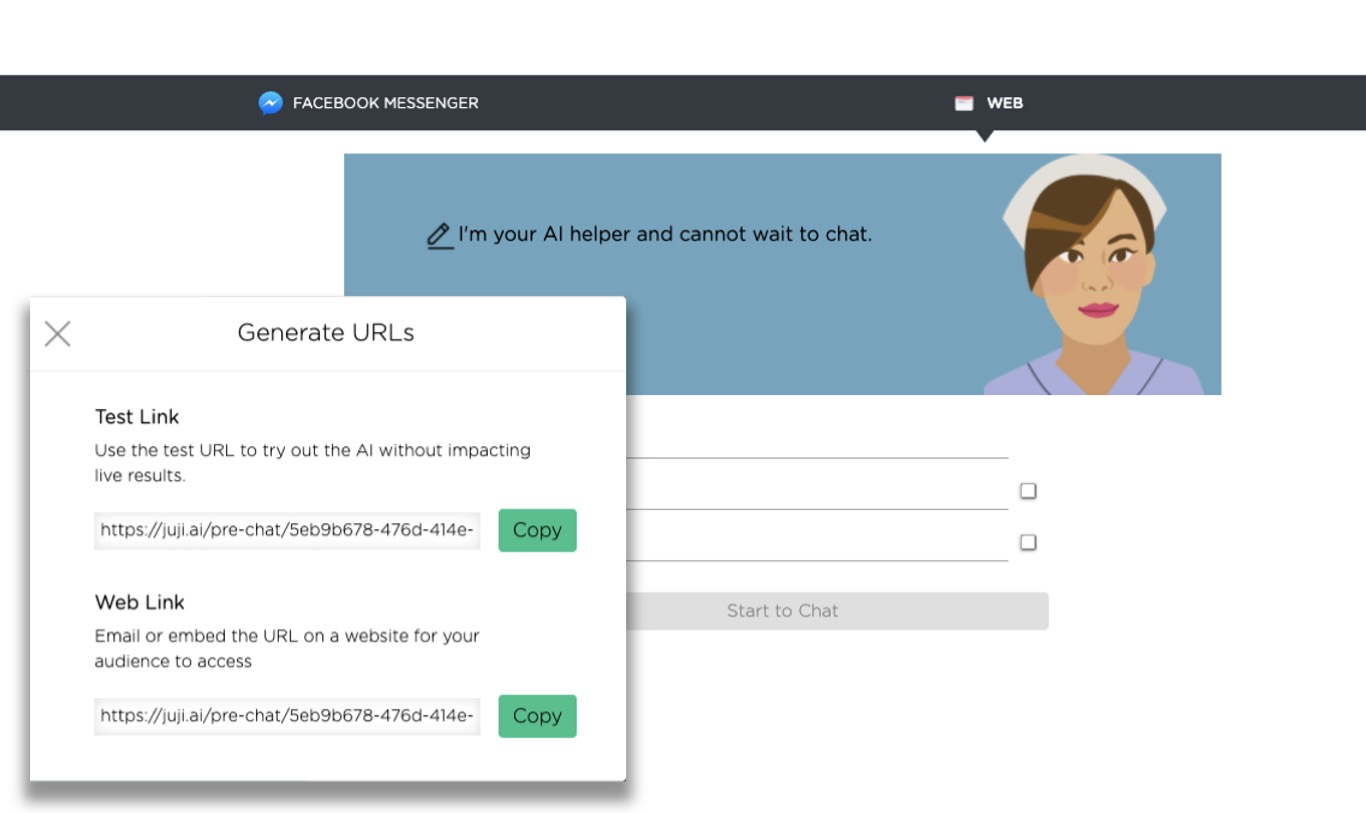 FACEBOOK MESSENGER
WEB
I'm your AI helper and cannot wait to chat.
Generate URLs
Test Link
Use the test URL to try out the AI without impacting
live results.
https://juji.ai/pre-chat/5eb9b678-476d-414e-
Copy
Web Link
Email or embed the URL on a website for your
audience to access
https://juji.ai/pre-chat/5eb9b678-476d-414e-
Copy
Start to Chat